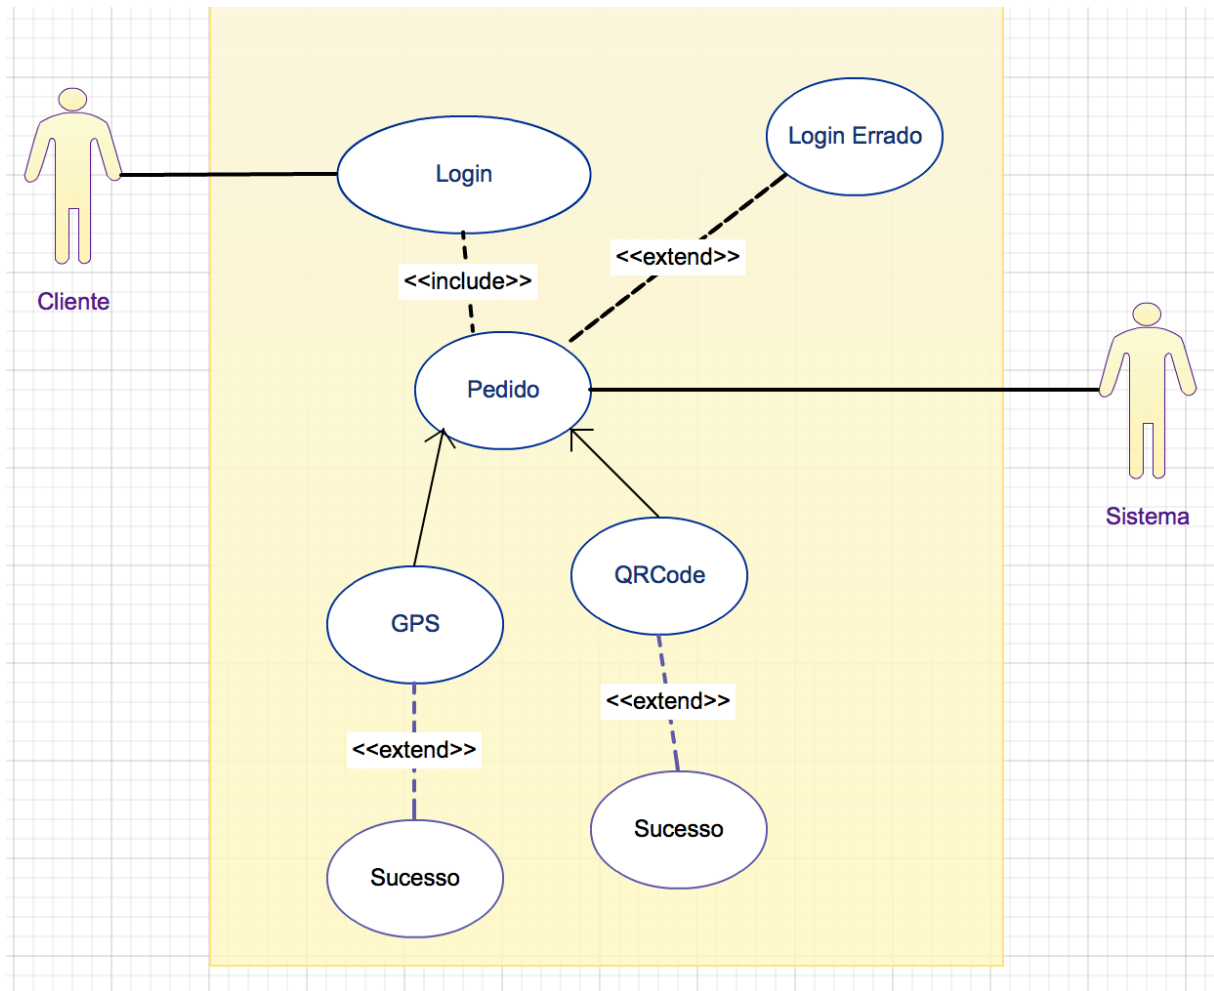 Login Errado
Login
<<extend>>
<<include>>
Cliente
Pedido
Sistema
QRCode
GPS
<<extend>>
<<extend>>
Sucesso
Sucesso